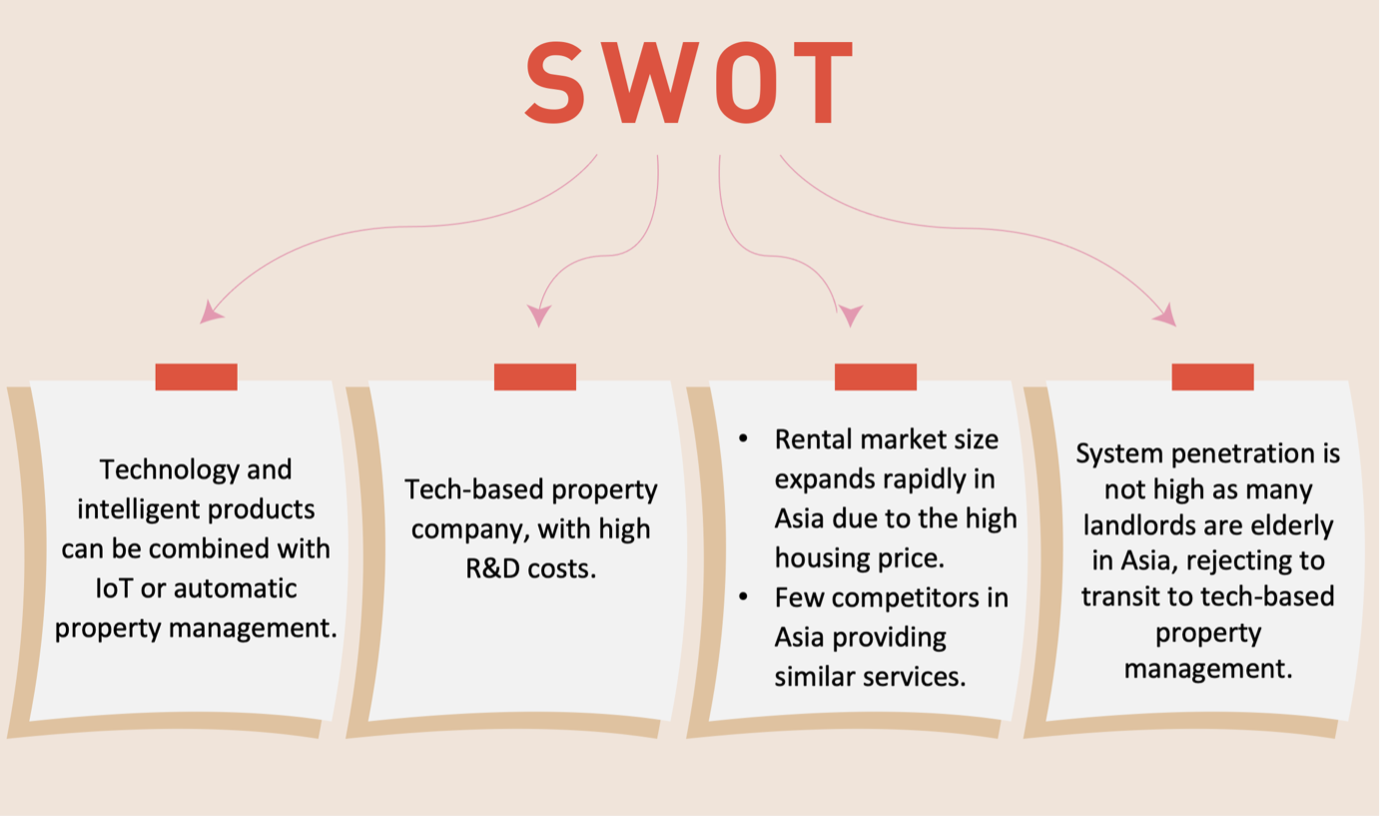 SWOT
Technology and
intelligent products
can be combined with
IoT or automatic
property management.
Tech-based property
company, with high
R&D costs.
• Rental market size
expands rapidly in
Asia due to the high
housing price.
• Few competitors in
Asia providing
similar services.
System penetration is
not high as many
landlords are elderly
in Asia, rejecting to
transit to tech-based
property
management.